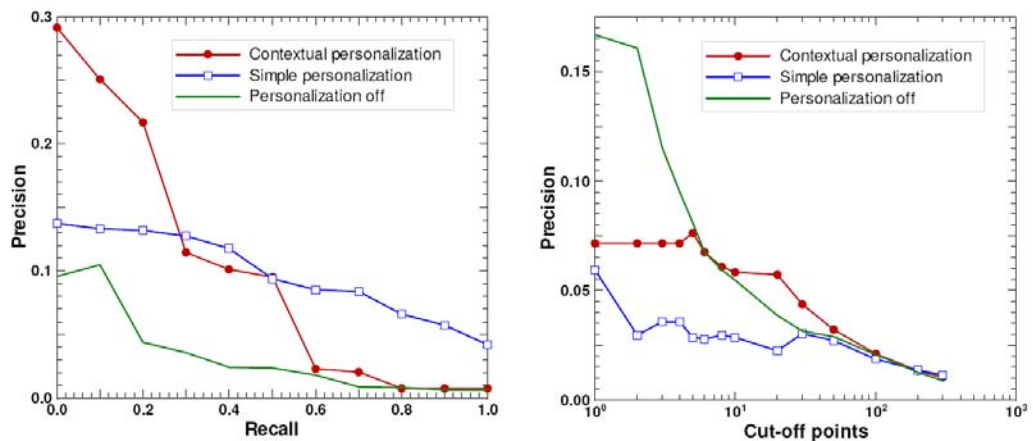 0.3
0.2
0.1
0.0
Precision
Contextual personalization
Simple personalization
Personalization off
0.0 0.2 0.4 0.6 0.8 1.0
Recall
0.15
0.10
0.05
0.00
Precision
Contextual personalization
Simple personalization
Personalization off
10⁰ 10¹ 10² 10³
Cut-off points